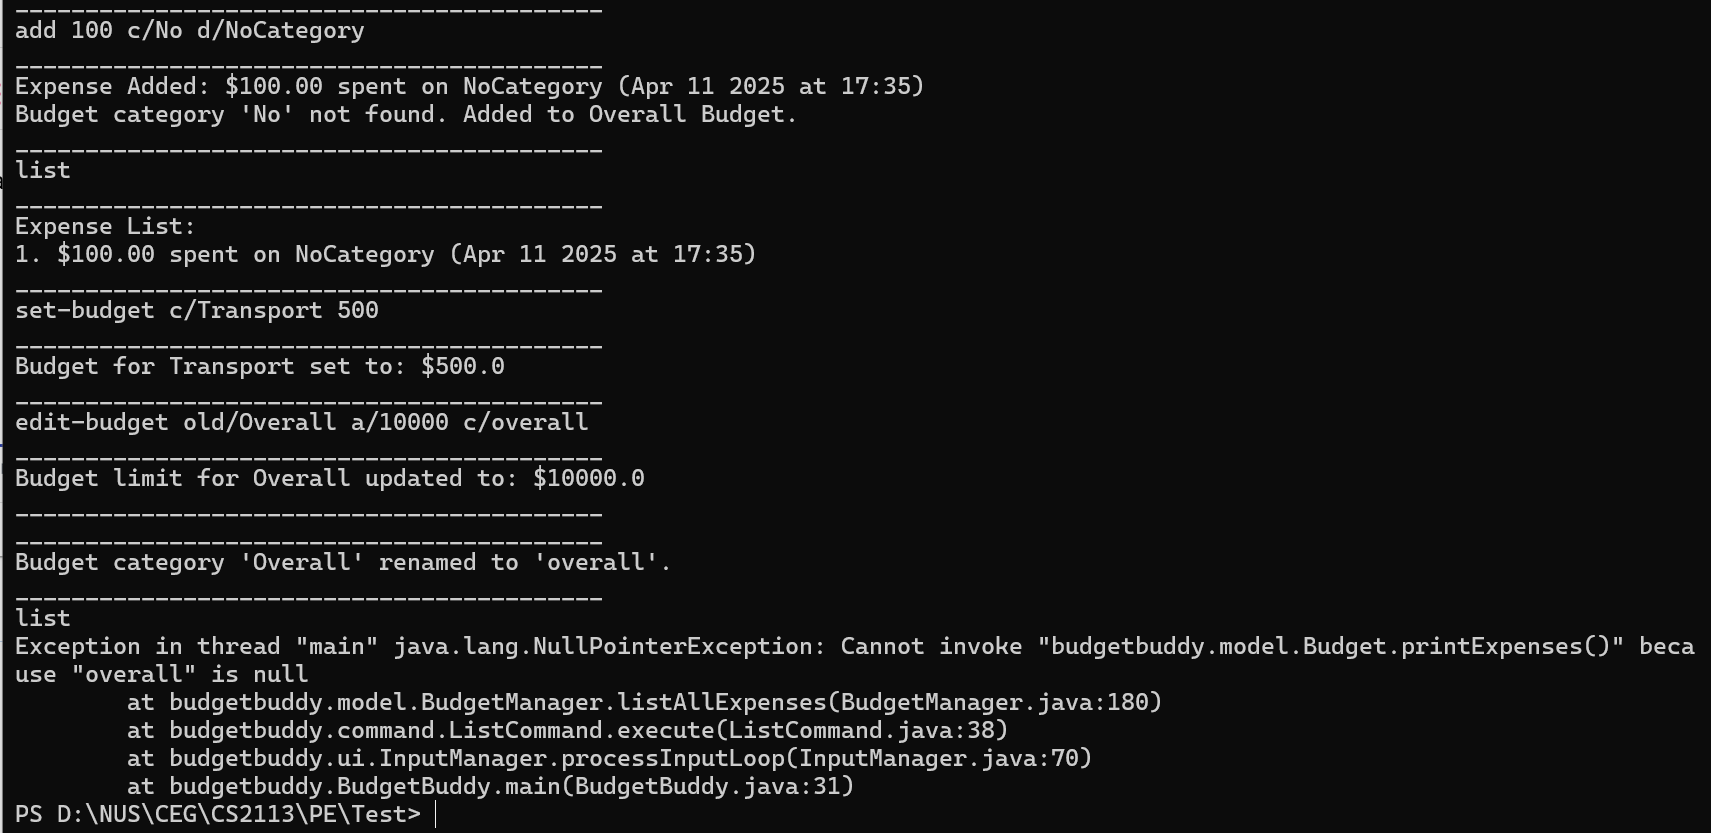 __________________________________________
add 100 c/No d/NoCategory
__________________________________________
Expense Added: $100.00 spent on NoCategory (Apr 11 2025 at 17:35)
Budget category 'No' not found. Added to Overall Budget.
__________________________________________
list
__________________________________________
Expense List:
1. $100.00 spent on NoCategory (Apr 11 2025 at 17:35)
__________________________________________
set-budget c/Transport 500
__________________________________________
Budget for Transport set to: $500.0
__________________________________________
edit-budget old/Overall a/10000 c/overall
__________________________________________
Budget limit for Overall updated to: $10000.0
__________________________________________
__________________________________________
Budget category 'Overall' renamed to 'overall'.
__________________________________________
list
Exception in thread "main" java.lang.NullPointerException: Cannot invoke "budgetbuddy.model.Budget.printExpenses()" beca
use "overall" is null
        at budgetbuddy.model.BudgetManager.listAllExpenses(BudgetManager.java:180)
        at budgetbuddy.command.ListCommand.execute(ListCommand.java:38)
        at budgetbuddy.ui.InputManager.processInputLoop(InputManager.java:70)
        at budgetbuddy.BudgetBuddy.main(BudgetBuddy.java:31)
PS D:\NUS\CEG\CS2113\PE\Test>